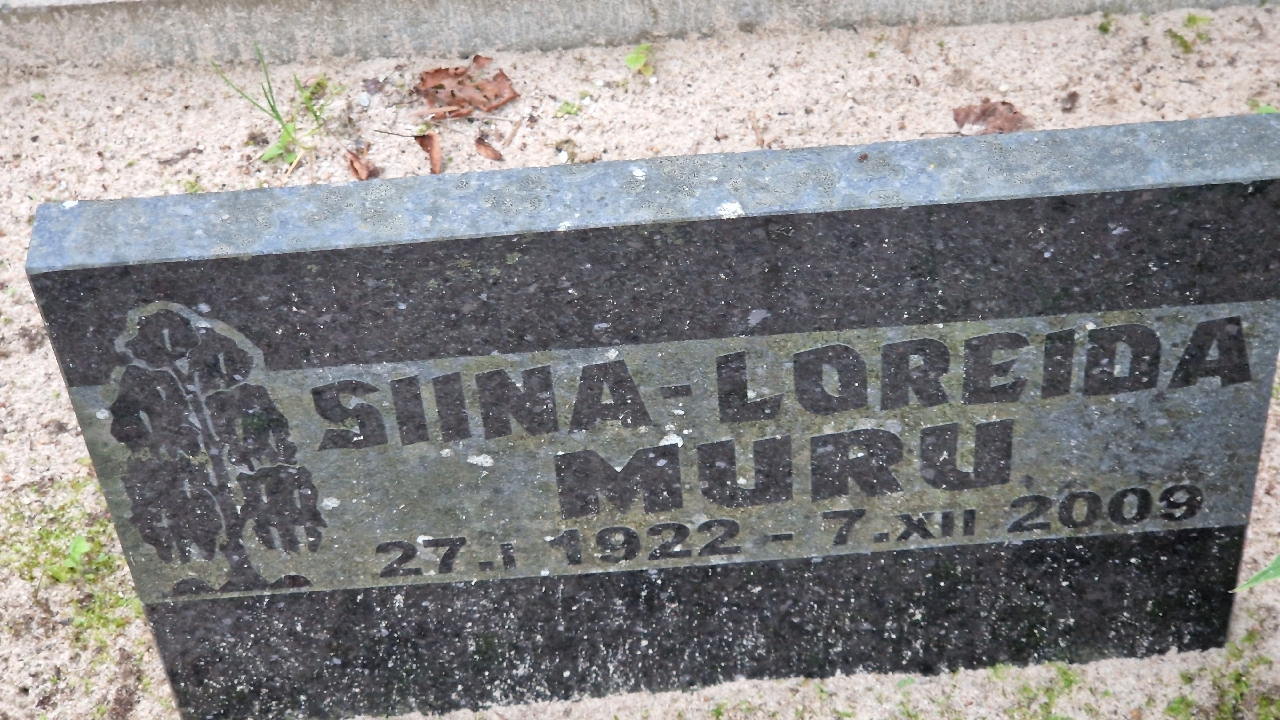 SIINA-LOREIDA
MURU
27.I 1922 - 7.XII 2009